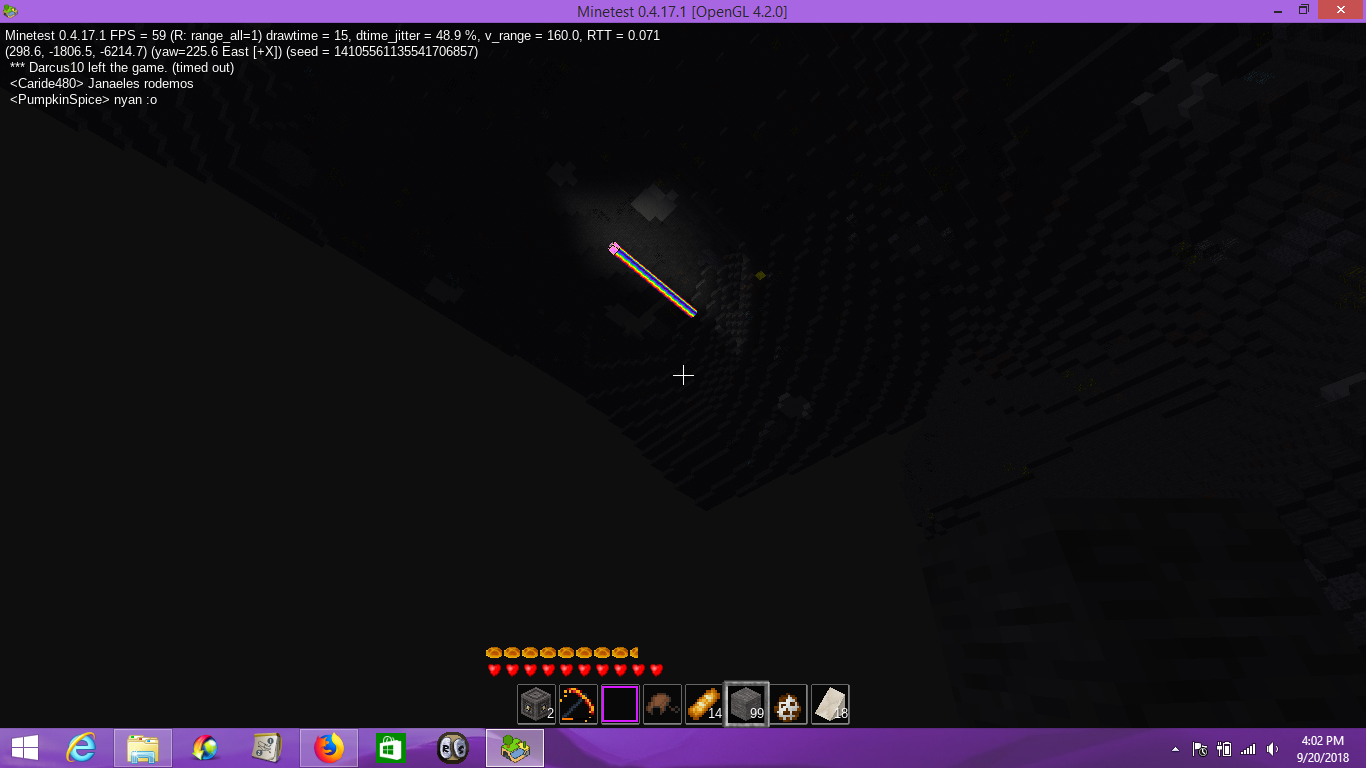 Minetest 0.4.17.1 [OpenGL 4.2.0]
Minetest 0.4.17.1 FPS = 59 (R: range_all=1) drawtime = 15, dtime_jitter = 48.9 %, v_range = 160.0, RTT = 0.071
(298.6, -1806.5, -6214.7) (yaw=225.6 East [+X]) (seed = 14105561135541706857)
*** Darcus10 left the game. (timed out)
<Caride480> Janaeles rodemos
<PumpkinSpice> nyan :o
2 14 99 18
4:02 PM
9/20/2018